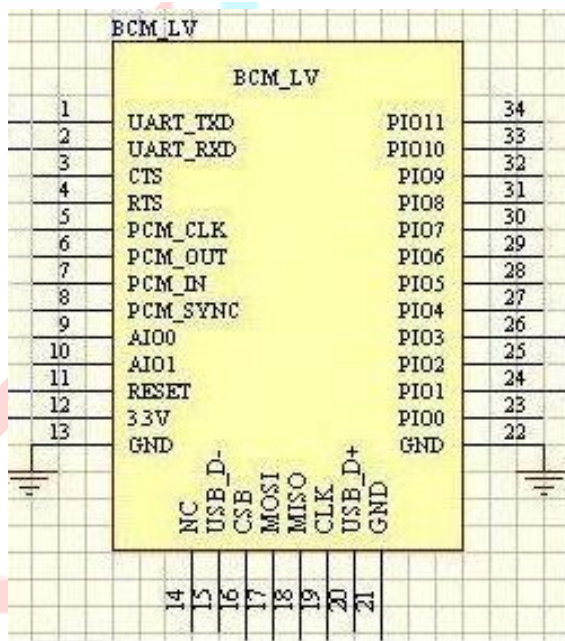 BCM_LV
BCM_LV
1 UART_TXD PIO11 34
2 UART_RXD PIO10 33
3 CTS PIO9 32
4 RTS PIO8 31
5 PCM_CLK PIO7 30
6 PCM_OUT PIO6 29
7 PCM_IN PIO5 28
8 PCM_SYNC PIO4 27
9 AIO0 PIO3 26
10 AIO1 PIO2 25
11 RESET PIO1 24
12 3.3V PIO0 23
13 GND GND 22
NC USB_D- CSB MOSI MISO CLK USB_D+ GND
14 15 16 17 18 19 20 21